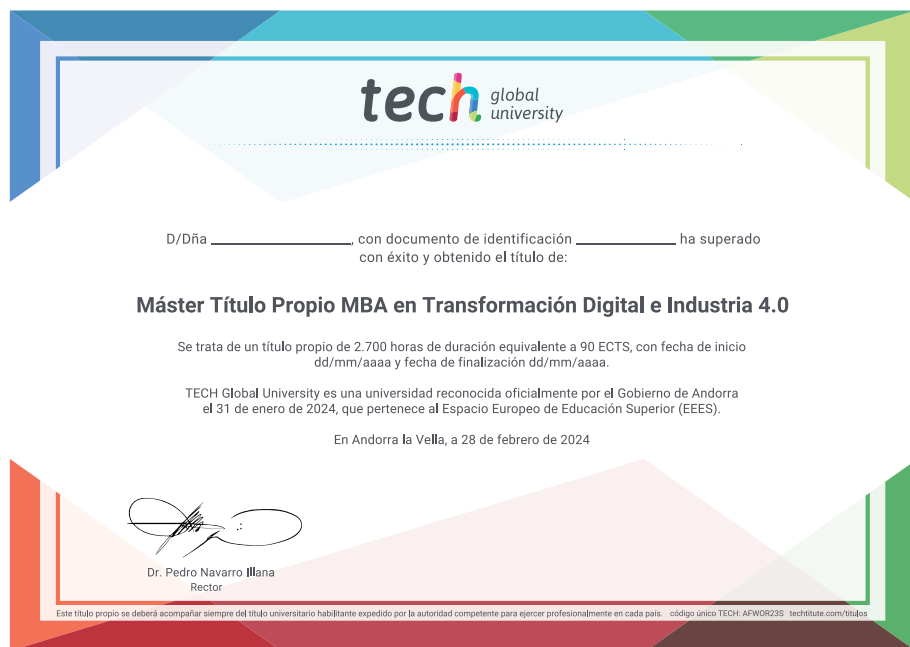 tech global university
D/Dña ________________, con documento de identificación ____________ ha superado
con éxito y obtenido el título de:
Máster Título Propio MBA en Transformación Digital e Industria 4.0
Se trata de un título propio de 2.700 horas de duración equivalente a 90 ECTS, con fecha de inicio
dd/mm/aaaa y fecha de finalización dd/mm/aaaa.
TECH Global University es una universidad reconocida oficialmente por el Gobierno de Andorra
el 31 de enero de 2024, que pertenece al Espacio Europeo de Educación Superior (EEES).
En Andorra la Vella, a 28 de febrero de 2024
Dr. Pedro Navarro Illana
Rector
Este título propio se deberá acompañar siempre del título universitario habilitante expedido por la autoridad competente para ejercer profesionalmente en cada país. código único TECH: AFWOR23S techtitute.com/titulos